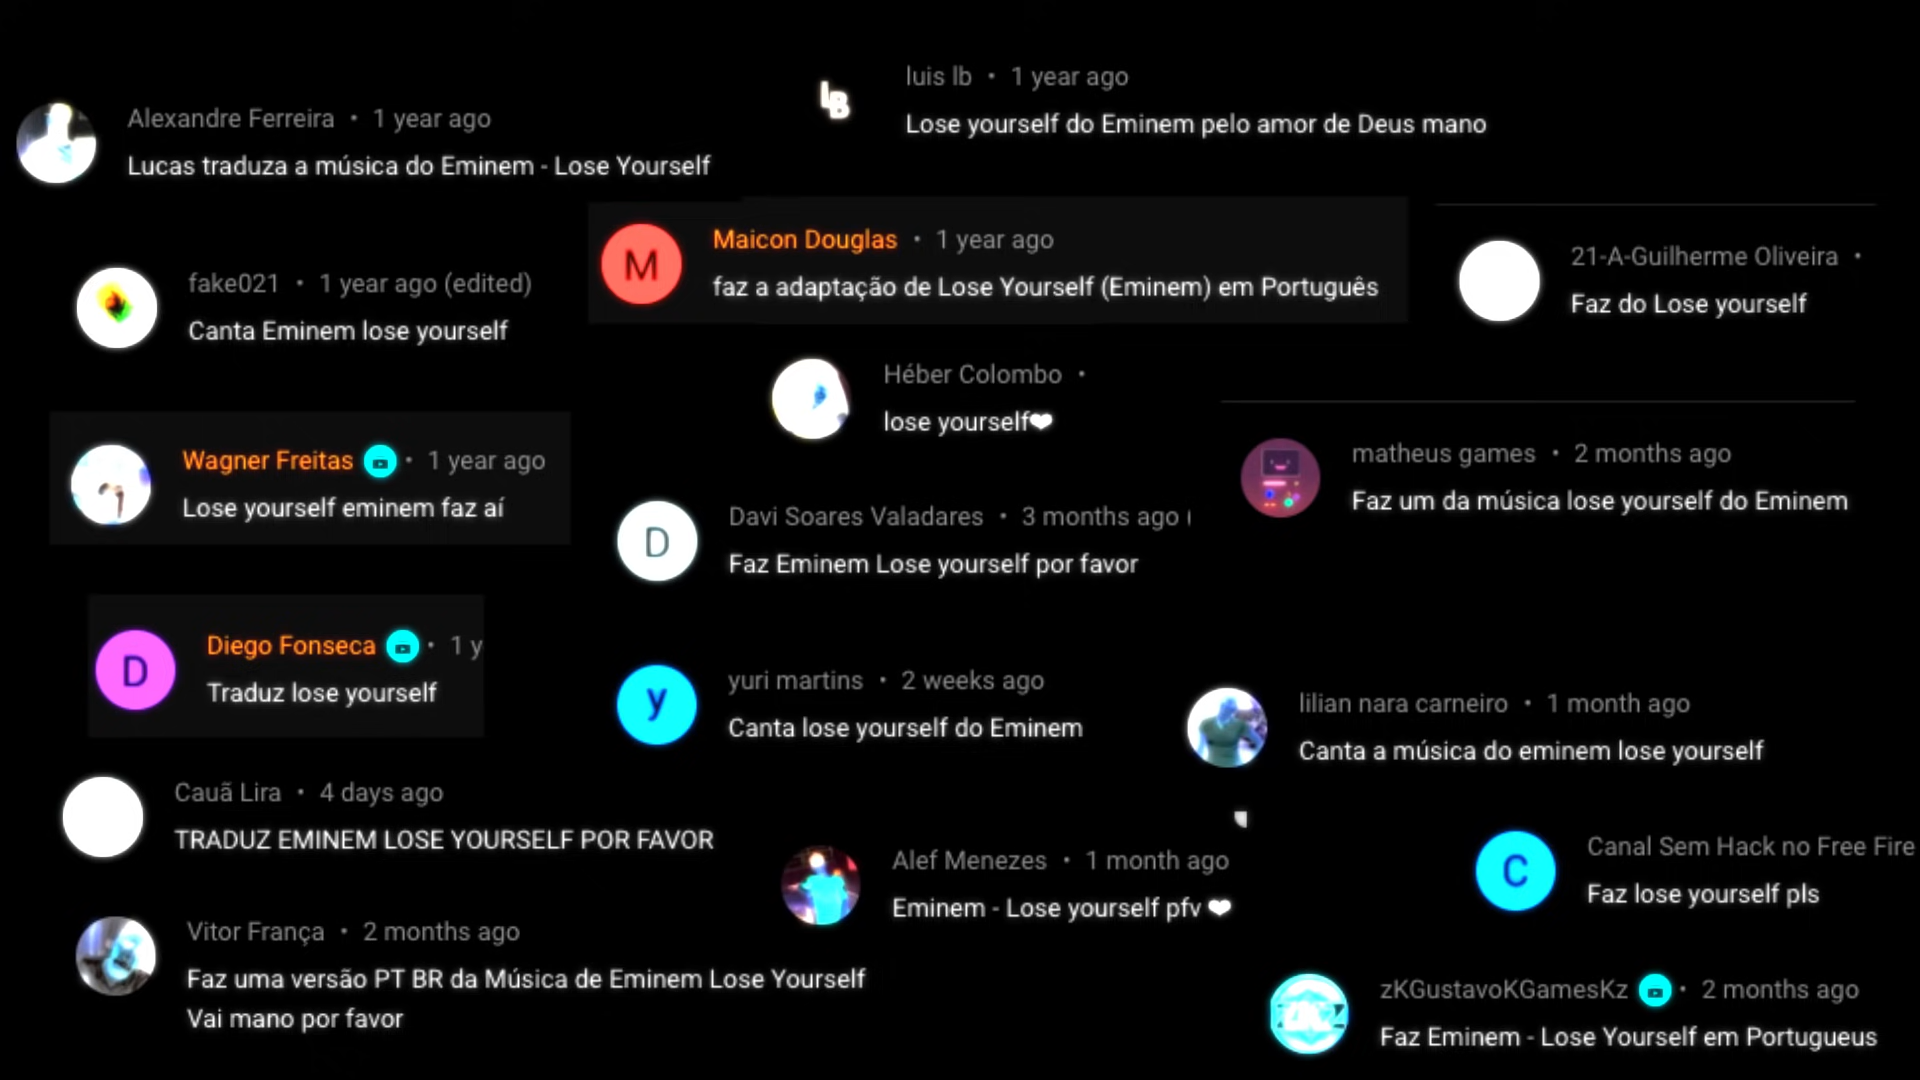 luis lb • 1 year ago
Lose yourself do Eminem pelo amor de Deus mano
LB
Alexandre Ferreira • 1 year ago
Lucas traduza a música do Eminem - Lose Yourself
M
Maicon Douglas • 1 year ago
faz a adaptação de Lose Yourself (Eminem) em Português
21-A-Guilherme Oliveira •
Faz do Lose yourself
fake021 • 1 year ago (edited)
Canta Eminem lose yourself
Héber Colombo •
lose yourself❤
Wagner Freitas • 1 year ago
Lose yourself eminem faz aí
matheus games • 2 months ago
Faz um da música lose yourself do Eminem
D
Davi Soares Valadares • 3 months ago (
Faz Eminem Lose yourself por favor
D
Diego Fonseca • 1 y
Traduz lose yourself
y
yuri martins • 2 weeks ago
Canta lose yourself do Eminem
lilian nara carneiro • 1 month ago
Canta a música do eminem lose yourself
Cauã Lira • 4 days ago
TRADUZ EMINEM LOSE YOURSELF POR FAVOR
Alef Menezes • 1 month ago
Eminem - Lose yourself pfv ❤
C
Canal Sem Hack no Free Fire
Faz lose yourself pls
Vitor França • 2 months ago
Faz uma versão PT BR da Música de Eminem Lose Yourself
Vai mano por favor
zKGustavoKGamesKz • 2 months ago
Faz Eminem - Lose Yourself em Portugueus